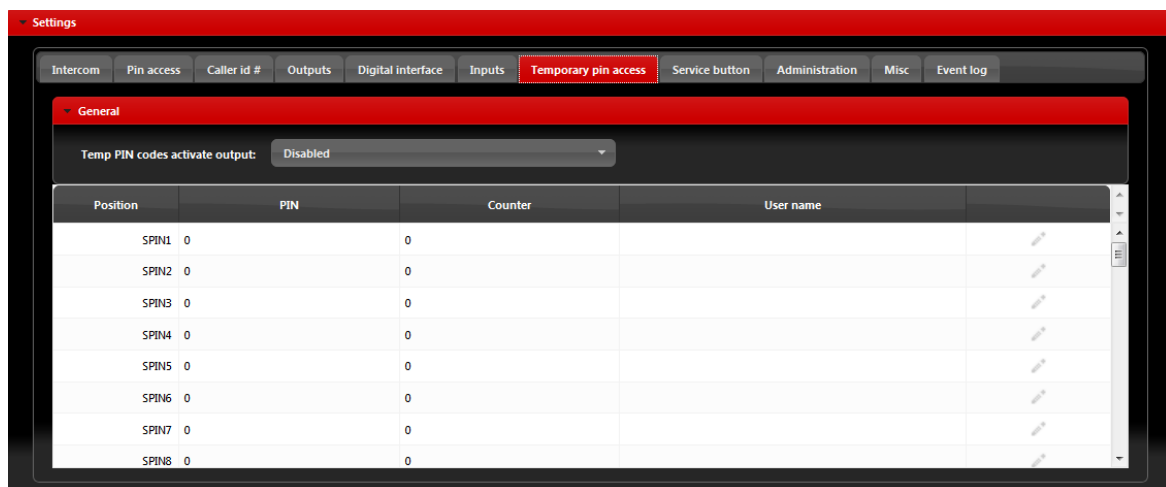 Settings
Intercom Pin access Caller id # Outputs Digital interface Inputs Temporary pin access Service button Administration Misc Event log
General
Temp PIN codes activate output: Disabled
Position PIN Counter User name
SPIN1 0 0
SPIN2 0 0
SPIN3 0 0
SPIN4 0 0
SPIN5 0 0
SPIN6 0 0
SPIN7 0 0
SPIN8 0 0